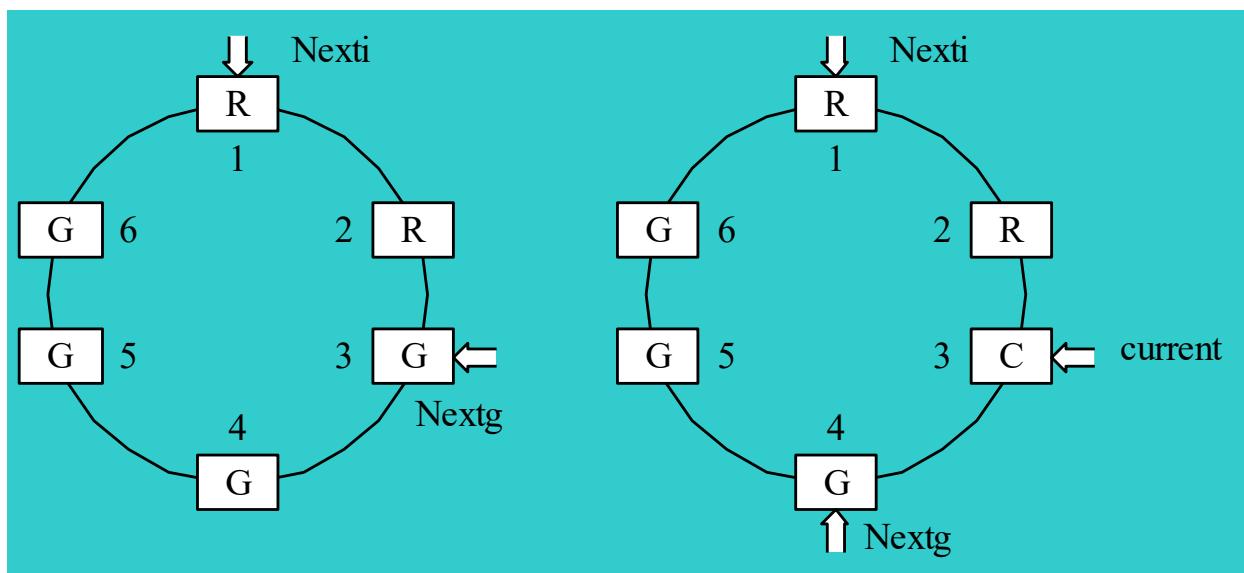 Nexti
R
1
G 6 2 R
G 5 3 G
Nextg
4
G
Nexti
R
1
G 6 2 R
G 5 3 C current
4
G
Nextg